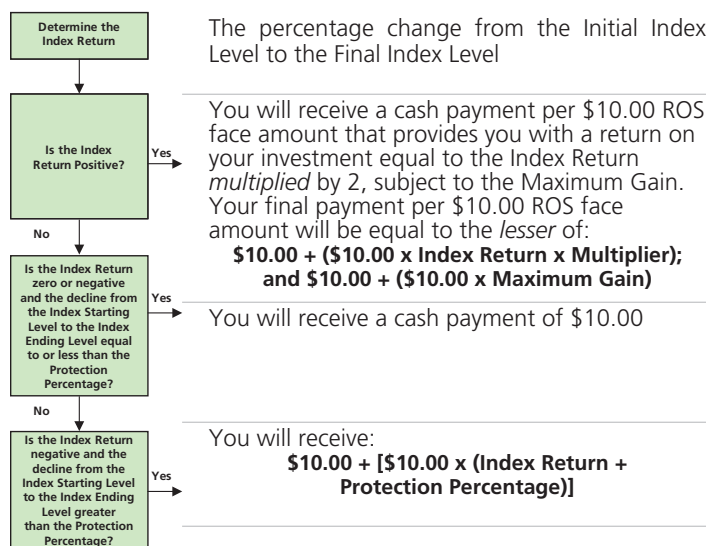 Determine the
Index Return
The percentage change from the Initial Index
Level to the Final Index Level
Is the Index
Return Positive?
Yes
You will receive a cash payment per $10.00 ROS
face amount that provides you with a return on
your investment equal to the Index Return
multiplied by 2, subject to the Maximum Gain.
Your final payment per $10.00 ROS face
amount will be equal to the lesser of:
$10.00 + ($10.00 x Index Return x Multiplier);
and $10.00 + ($10.00 x Maximum Gain)
No
Is the Index Return
zero or negative
and the decline from
the Index Starting
Level to the Index
Ending Level equal
to or less than the
Protection
Percentage?
Yes
You will receive a cash payment of $10.00
No
Is the Index Return
negative and the
decline from the
Index Starting Level
to the Index Ending
Level greater
than the Protection
Percentage?
Yes
You will receive:
$10.00 + [$10.00 x (Index Return +
Protection Percentage)]